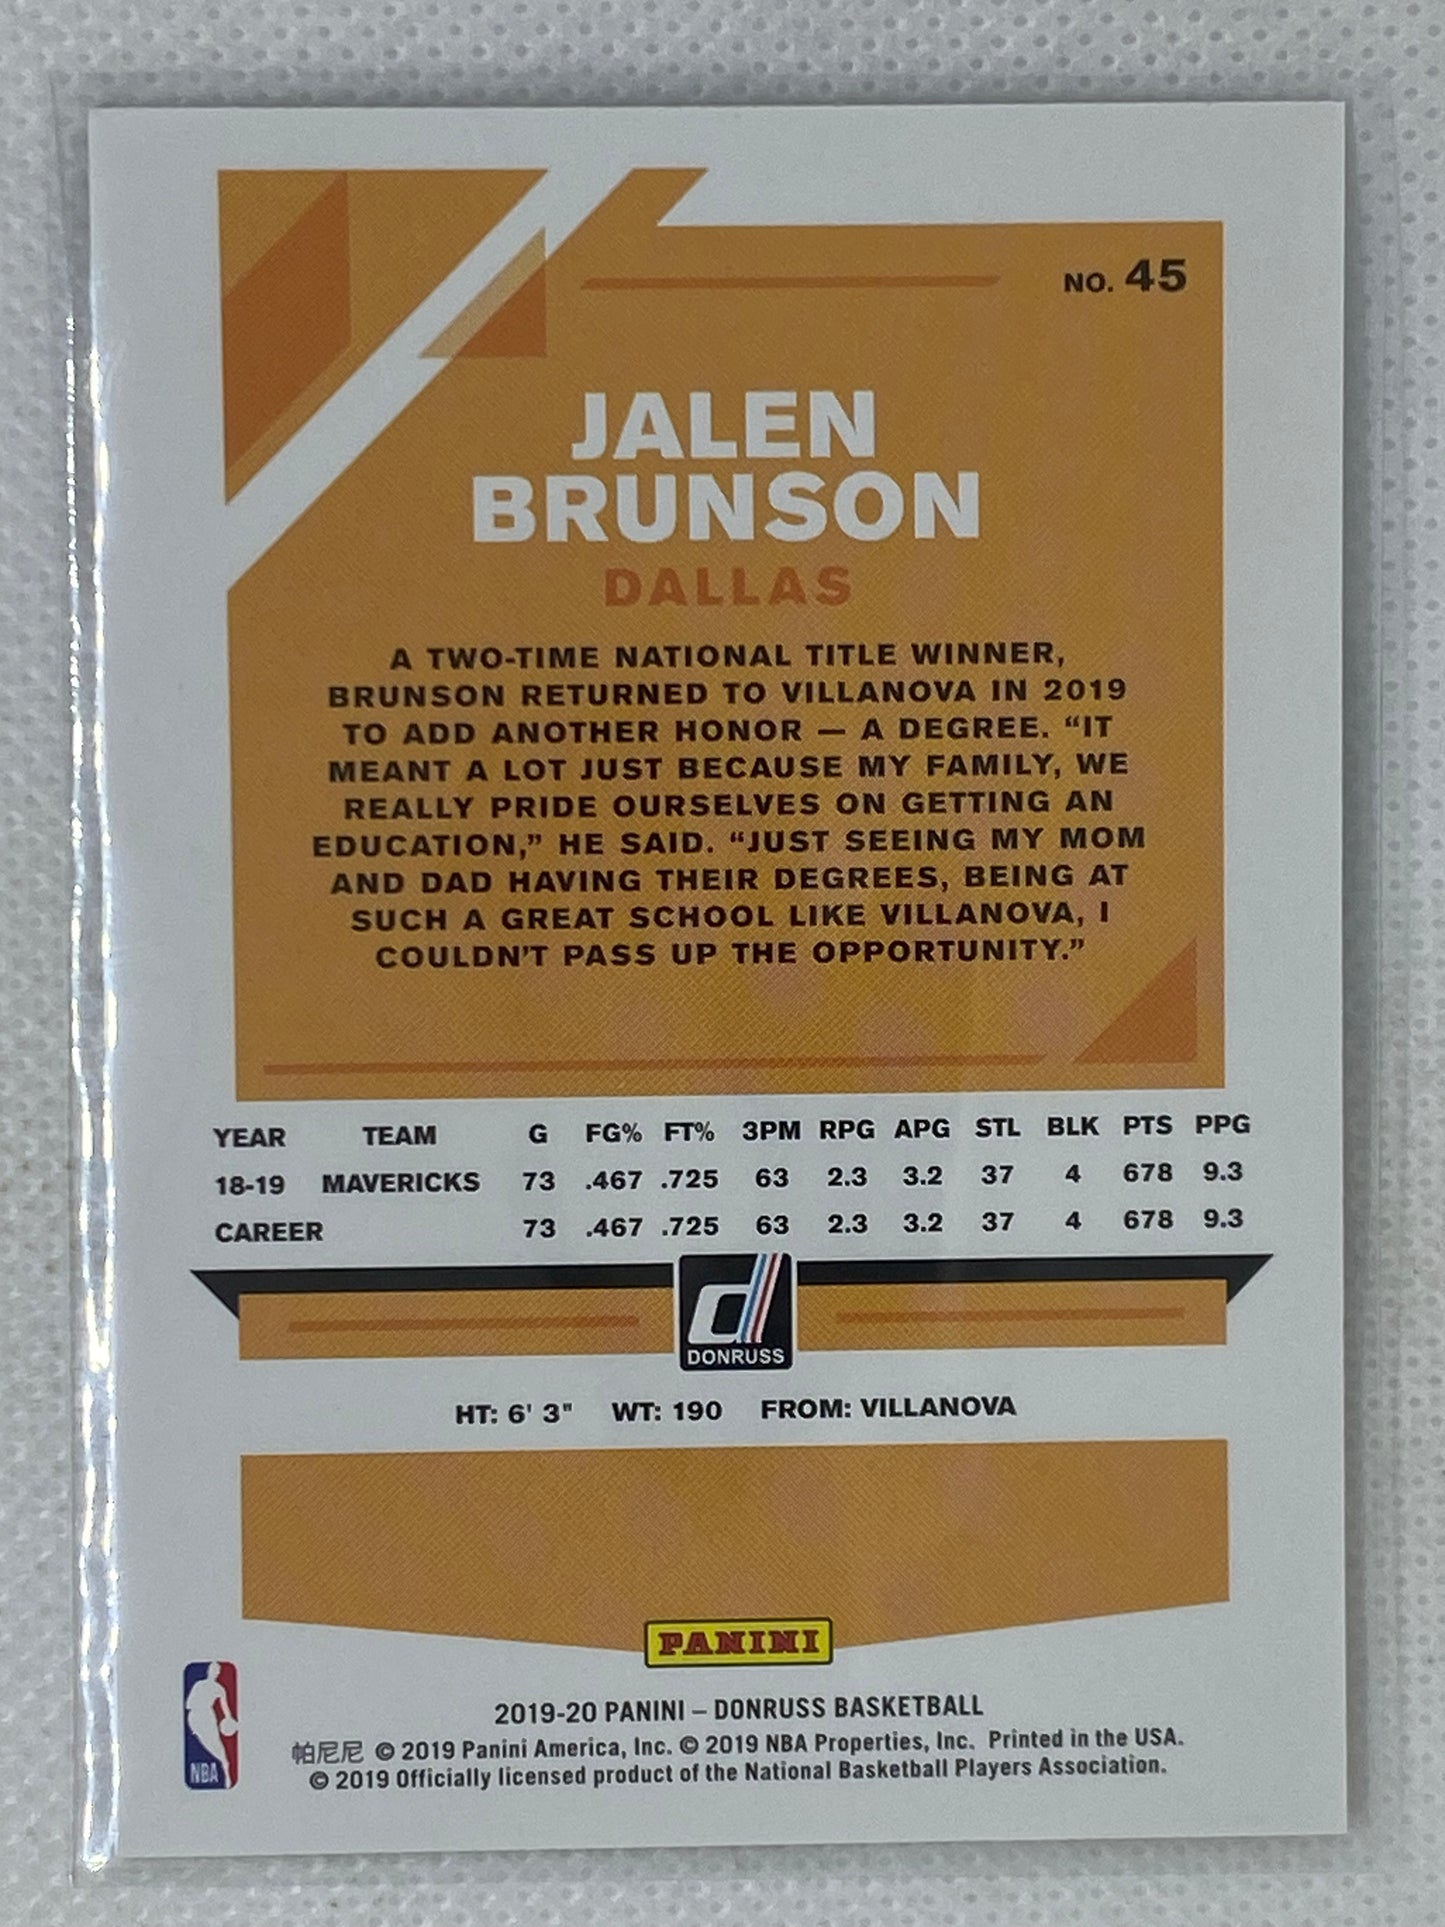 NO. 45
JALEN
BRUNSON
DALLAS
A TWO-TIME NATIONAL TITLE WINNER,
BRUNSON RETURNED TO VILLANOVA IN 2019
TO ADD ANOTHER HONOR — A DEGREE. “IT
MEANT A LOT JUST BECAUSE MY FAMILY, WE
REALLY PRIDE OURSELVES ON GETTING AN
EDUCATION,” HE SAID. “JUST SEEING MY MOM
AND DAD HAVING THEIR DEGREES, BEING AT
SUCH A GREAT SCHOOL LIKE VILLANOVA, I
COULDN’T PASS UP THE OPPORTUNITY.”
YEAR TEAM G FG% FT% 3PM RPG APG STL BLK PTS PPG
18-19 MAVERICKS 73 .467 .725 63 2.3 3.2 37 4 678 9.3
CAREER 73 .467 .725 63 2.3 3.2 37 4 678 9.3
d
DONRUSS
HT: 6' 3" WT: 190 FROM: VILLANOVA
PANINI
NBA
2019-20 PANINI – DONRUSS BASKETBALL
帕尼尼 © 2019 Panini America, Inc. © 2019 NBA Properties, Inc. Printed in the USA.
© 2019 Officially licensed product of the National Basketball Players Association.